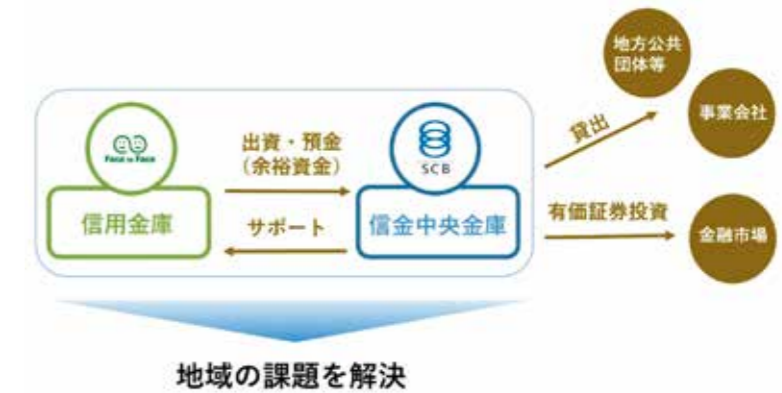 地方公共
団体等
事業会社
貸出
Face to Face
出資・預金
(余裕資金)
SCB
信用金庫
サポート
信金中央金庫
有価証券投資
金融市場
地域の課題を解決